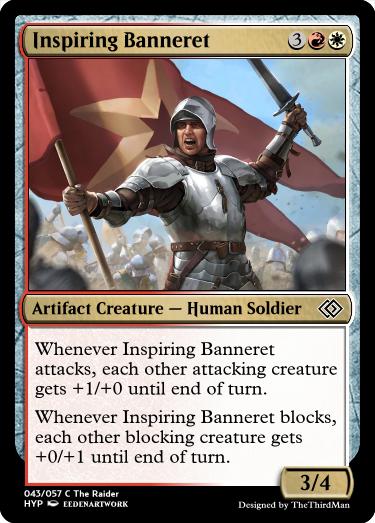 Inspiring Banneret 3
Artifact Creature — Human Soldier
Whenever Inspiring Banneret
attacks, each other attacking creature
gets +1/+0 until end of turn.
Whenever Inspiring Banneret blocks,
each other blocking creature gets
+0/+1 until end of turn.
3/4
043/057 C The Raider
HYP EEDENARTWORK
Designed by TheThirdMan